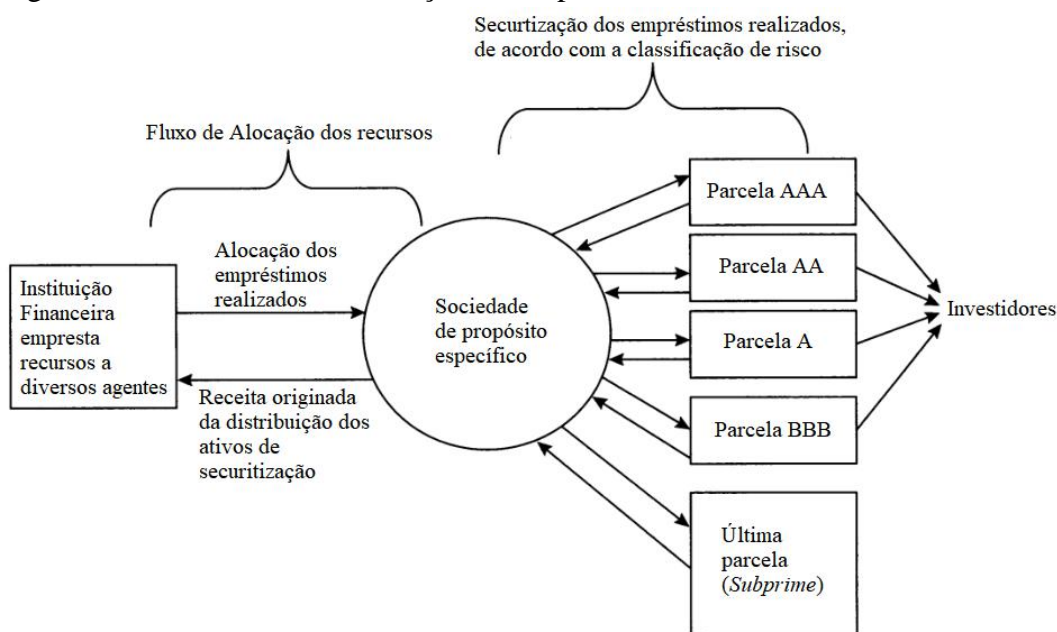 Securtização dos empréstimos realizados,
de acordo com a classificação de risco
Fluxo de Alocação dos recursos
Alocação dos
empréstimos
realizados
Instituição
Financeira
empresta
recursos a
diversos agentes
Receita originada
da distribuição dos
ativos de
securitização
Sociedade
de propósito
específico
Parcela AAA
Parcela AA
Parcela A
Parcela BBB
Última
parcela
(Subprime)
Investidores